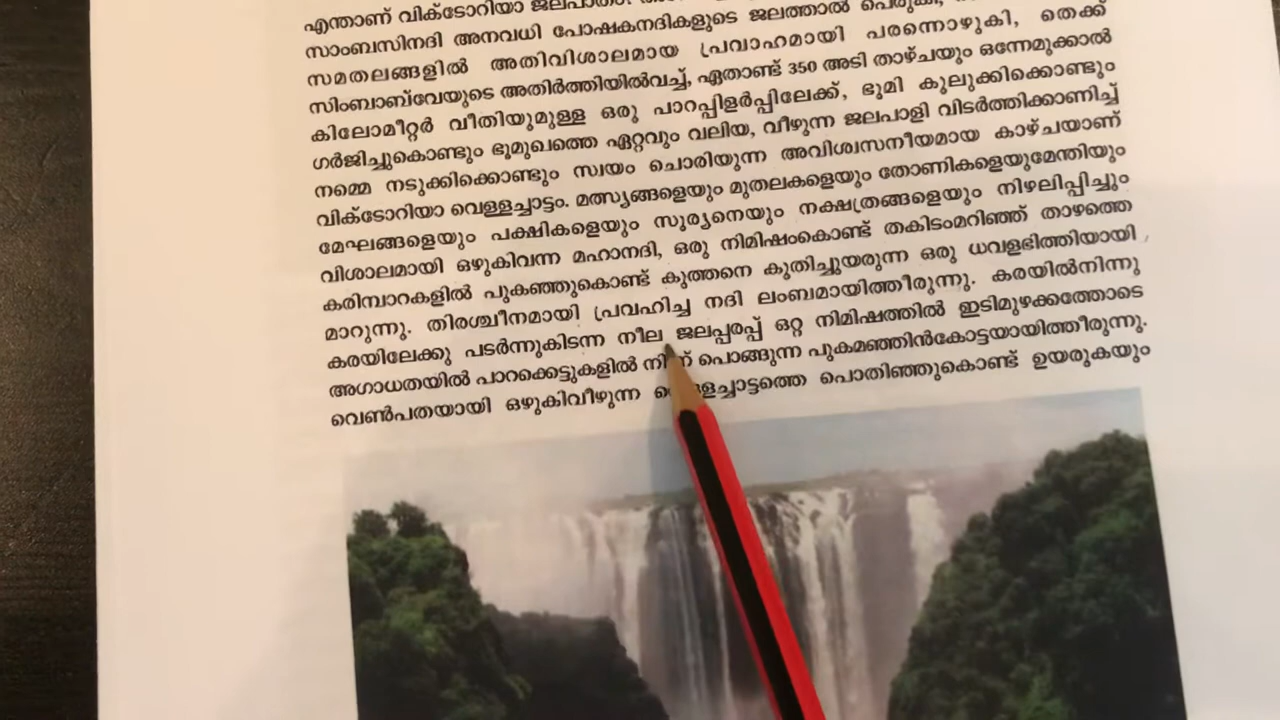 എന്താണ് വിക്ടോറിയാ ജലപാതം?
സാംബസിനദി അനവധി പോഷകനദികളുടെ ജലത്താൽ പെരുകി,
സമതലങ്ങളിൽ അതിവിശാലമായ പ്രവാഹമായി പരന്നൊഴുകി, തെക്ക്
സിംബാബ്‌വേയുടെ അതിർത്തിയിൽവച്ച്, ഏതാണ്ട് 350 അടി താഴ്ചയും ഒന്നേമുക്കാൽ
കിലോമീറ്റർ വീതിയുമുള്ള ഒരു പാറപ്പിളർപ്പിലേക്ക്, ഭൂമി കുലുക്കിക്കൊണ്ടും
ഗർജിച്ചുകൊണ്ടും ഭൂമുഖത്തെ ഏറ്റവും വലിയ, വീഴുന്ന ജലപാളി വിടർത്തിക്കാണിച്ച്
നമ്മെ നടുക്കിക്കൊണ്ടും സ്വയം ചൊരിയുന്ന അവിശ്വസനീയമായ കാഴ്ചയാണ്
വിക്ടോറിയാ വെള്ളച്ചാട്ടം. മത്സ്യങ്ങളെയും മുതലകളെയും തോണികളെയുമേന്തിയും
മേഘങ്ങളെയും പക്ഷികളെയും സൂര്യനെയും നക്ഷത്രങ്ങളെയും നിഴലിപ്പിച്ചും
വിശാലമായി ഒഴുകിവന്ന മഹാനദി, ഒരു നിമിഷംകൊണ്ട് തകിടംമറിഞ്ഞ് താഴത്തെ
കരിമ്പാറകളിൽ പുകഞ്ഞുകൊണ്ട് കുത്തനെ കുതിച്ചുയരുന്ന ഒരു ധവളഭിത്തിയായി
മാറുന്നു. തിരശ്ചീനമായി പ്രവഹിച്ച നദി ലംബമായിത്തീരുന്നു. കരയിൽനിന്നു
കരയിലേക്കു പടർന്നുകിടന്ന നീല ജലപ്പരപ്പ് ഒറ്റ നിമിഷത്തിൽ ഇടിമുഴക്കത്തോടെ
അഗാധതയിൽ പാറക്കെട്ടുകളിൽ പൊങ്ങുന്ന പുകമഞ്ഞിൻകോട്ടയായിത്തീരുന്നു.
വെൺപതയായി ഒഴുകിവീഴുന്ന പൊതിഞ്ഞുകൊണ്ട് ഉയരുകയും